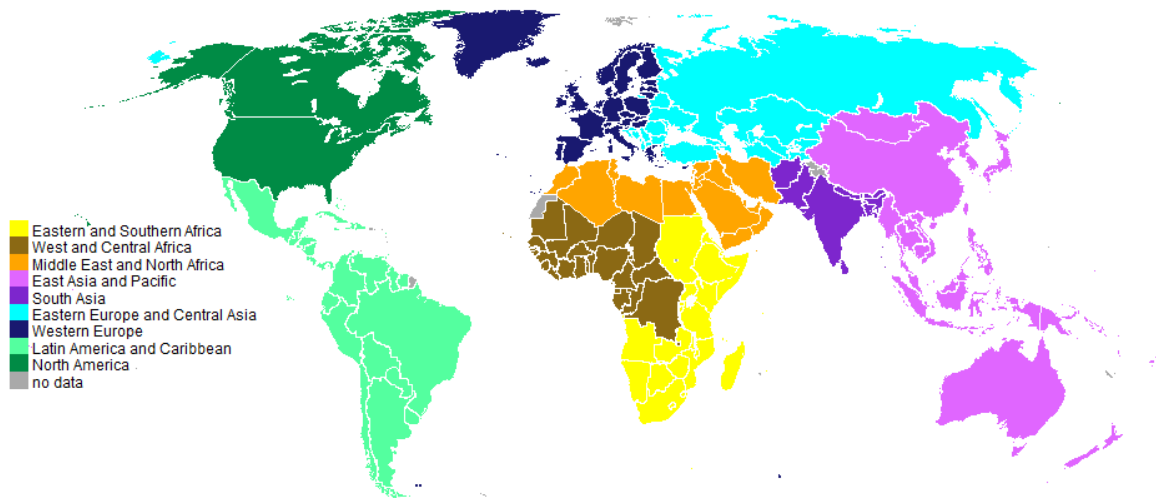 Eastern and Southern Africa
West and Central Africa
Middle East and North Africa
East Asia and Pacific
South Asia
Eastern Europe and Central Asia
Western Europe
Latin America and Caribbean
North America
no data